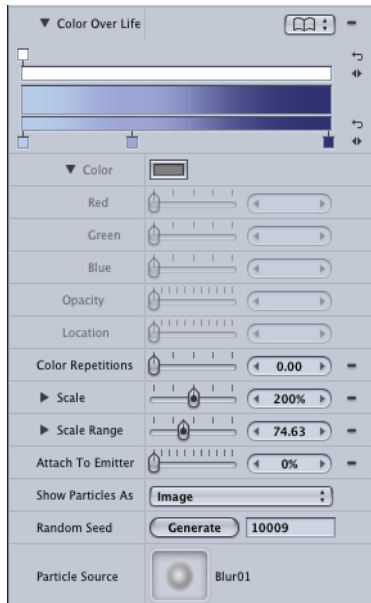 Color Over Life
Color
Red
Green
Blue
Opacity
Location
Color Repetitions 0.00
Scale 200%
Scale Range 74.63
Attach To Emitter 0%
Show Particles As Image
Random Seed Generate 10009
Particle Source Blur01